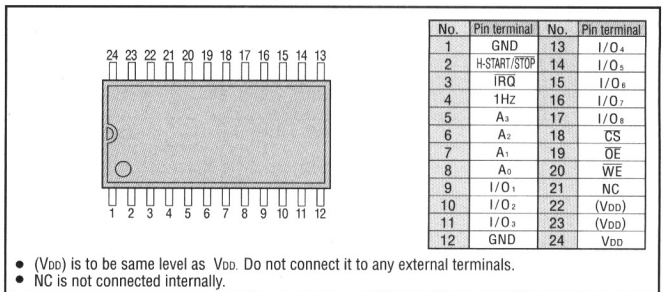 24 23 22 21 20 19 18 17 16 15 14 13
1 2 3 4 5 6 7 8 9 10 11 12
No. Pin terminal No. Pin terminal
1 GND 13 I/O₄
2 H-START/S̅T̅O̅P̅ 14 I/O₅
3 I̅R̅Q̅ 15 I/O₆
4 1Hz 16 I/O₇
5 A₃ 17 I/O₈
6 A₂ 18 C̅S̅
7 A₁ 19 O̅E̅
8 A₀ 20 W̅E̅
9 I/O₁ 21 NC
10 I/O₂ 22 (VDD)
11 I/O₃ 23 (VDD)
12 GND 24 VDD
● (VDD) is to be same level as VDD. Do not connect it to any external terminals.
● NC is not connected internally.